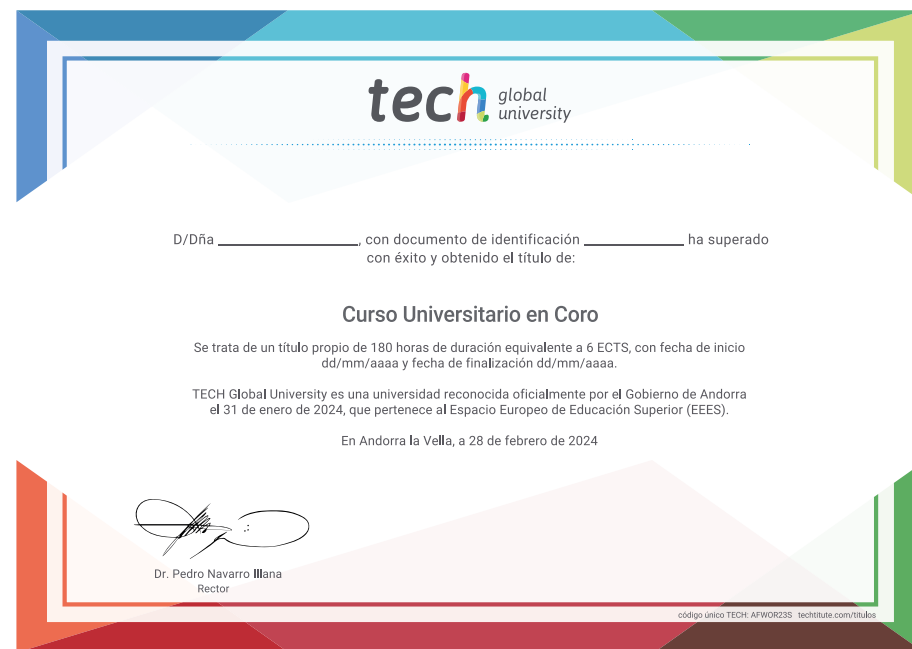 tech global university
D/Dña ____________________, con documento de identificación ______________ ha superado
con éxito y obtenido el título de:
Curso Universitario en Coro
Se trata de un título propio de 180 horas de duración equivalente a 6 ECTS, con fecha de inicio
dd/mm/aaaa y fecha de finalización dd/mm/aaaa.
TECH Global University es una universidad reconocida oficialmente por el Gobierno de Andorra
el 31 de enero de 2024, que pertenece al Espacio Europeo de Educación Superior (EEES).
En Andorra la Vella, a 28 de febrero de 2024
Dr. Pedro Navarro Illana
Rector
código único TECH: AFWOR23S techtitute.com/titulos